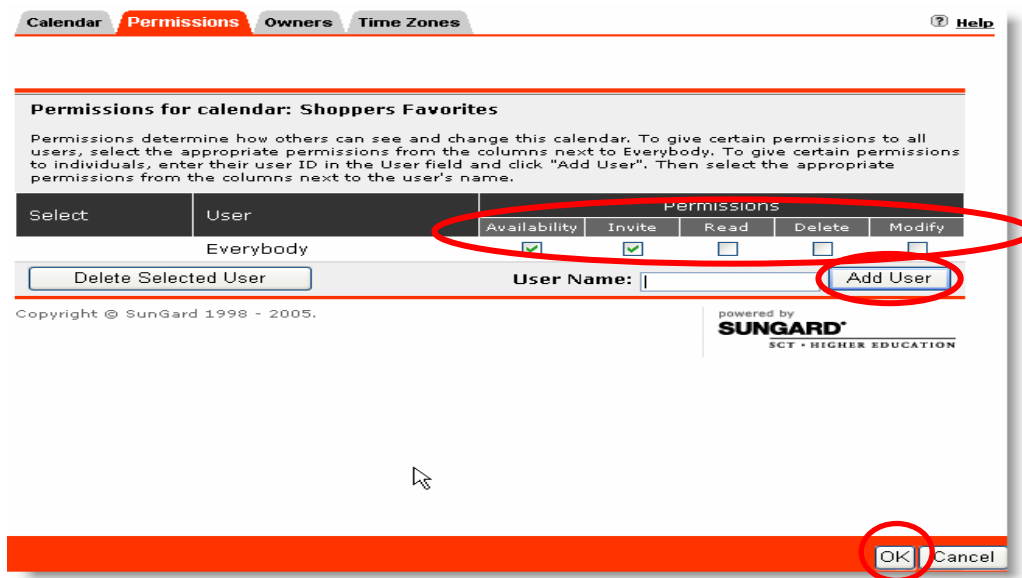 Calendar Permissions Owners Time Zones ? Help
Permissions for calendar: Shoppers Favorites
Permissions determine how others can see and change this calendar. To give certain permissions to all
users, select the appropriate permissions from the columns next to Everybody. To give certain permissions
to individuals, enter their user ID in the User field and click "Add User". Then select the appropriate
permissions from the columns next to the user's name.
Select User Permissions
Availability Invite Read Delete Modify
Everybody
Delete Selected User User Name: Add User
Copyright @ SunGard 1998 - 2005. powered by
SUNGARD®
SCT • HIGHER EDUCATION
OK Cancel